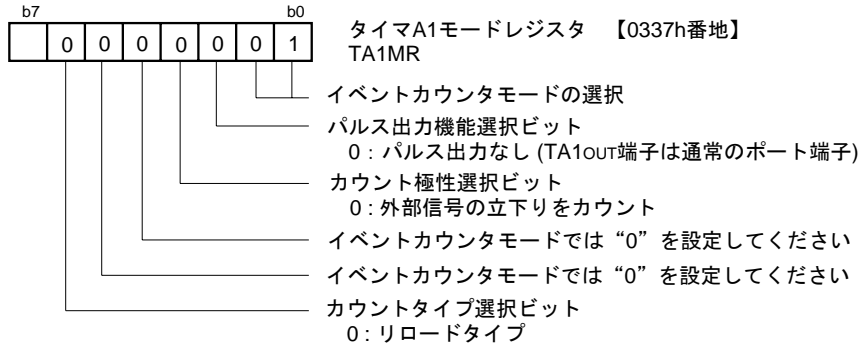 b7 b0
タイマA1モードレジスタ 【0337h番地】
TA1MR
0 0 0 0 0 0 1
イベントカウンタモードの選択
パルス出力機能選択ビット
0 : パルス出力なし (TA1OUT端子は通常のポート端子)
カウント極性選択ビット
0 : 外部信号の立下りをカウント
イベントカウンタモードでは“0”を設定してください
イベントカウンタモードでは“0”を設定してください
カウントタイプ選択ビット
0 : リロードタイプ